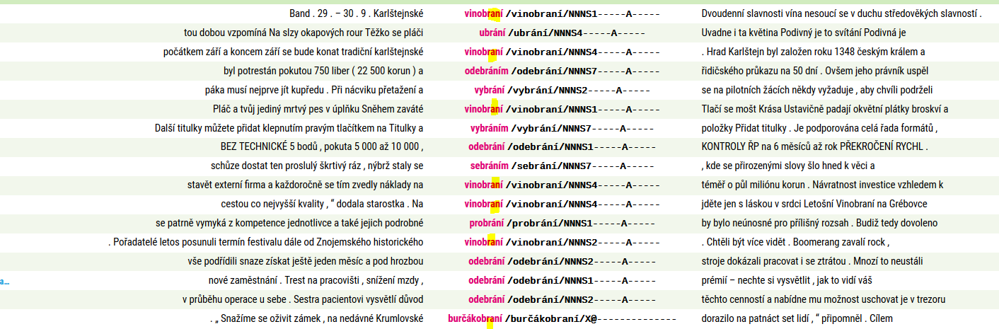 Band . 29 . – 30 . 9 . Karlštejnské vinobraní /vinobraní/NNNS1-----A----- Dvoudenní slavnosti vína nesoucí se v duchu středověkých slavností .
tou dobou vzpomíná Na slzy okapových rour Těžko se pláči ubrání /ubrání/NNNS4-----A----- Uvadne i ta květina Podivný je to svítání Podivná je
počátkem září a koncem září se bude konat tradiční karlštejnské vinobraní /vinobraní/NNNS4-----A----- . Hrad Karlštejn byl založen roku 1348 českým králem a
byl potrestán pokutou 750 liber ( 22 500 korun ) a odebráním /odebrání/NNNS7-----A----- řidičského průkazu na 50 dní . Ovšem jeho právník uspěl
páka musí nejprve jít kupředu . Při nácviku přetažení a vybrání /vybrání/NNNS2-----A----- se na pilotních žácích někdy vyžaduje , aby chvíli podrželi
Pláč a tvůj jediný mrtvý pes v úplňku Sněhem zaváté vinobraní /vinobraní/NNNS1-----A----- Tlačí se mošt Krása Ustavičně padají okvětní plátky broskví a
Další titulky můžete přidat klepnutím pravým tlačítkem na Titulky a vybráním /vybrání/NNNS7-----A----- položky Přidat titulky . Je podporována celá řada formátů ,
BEZ TECHNICKÉ 5 bodů , pokuta 5 000 až 10 000 , odebrání /odebrání/NNNS1-----A----- KONTROLY ŘP na 6 měsíců až rok PŘEKROČENÍ RYCHL .
schůze dostat ten proslulý škrtivý ráz , nýbrž staly se sebráním /sebrání/NNNS7-----A----- , kde se přirozenými slovy šlo hned k věci a
stavět externí firma a každoročně se tím zvedly náklady na vinobraní /vinobraní/NNNS4-----A----- téměř o půl miliónu korun . Návratnost investice vzhledem k
cestou co nejvyšší kvality , “ dodala starostka . Na vinobraní /vinobraní/NNNS4-----A----- jděte jen s láskou v srdci Letošní Vinobraní na Grébovce
se patrně vymyká z kompetence jednotlivce a také jejich podrobné probrání /probrání/NNNS1-----A----- by bylo neúnosné pro přílišný rozsah . Budiž tedy dovoleno
. Pořadatelé letos posunuli termín festivalu dále od Znojemského historického vinobraní /vinobraní/NNNS2-----A----- . Chtěli být více vidět . Boomerang zavalí rock ,
vše podřídili snaze získat ještě jeden měsíc a pod hrozbou odebrání /odebrání/NNNS2-----A----- stroje dokázali pracovat i se ztrátou . Mnozí to neustáli
a… nové zaměstnání . Trest na pracovišti , snížení mzdy , odebrání /odebrání/NNNS1-----A----- prémií – nechte si vysvětlit , jak to vidí váš
v průběhu operace u sebe . Sestra pacientovi vysvětlí důvod odebrání /odebrání/NNNS2-----A----- těchto cenností a nabídne mu možnost uschovat je v trezoru
. „ Snažíme se oživit zámek , na nedávné Krumlovské burčákobraní /burčákobraní/X@-------------- dorazilo na patnáct set lidí , “ připomněl . Cílem